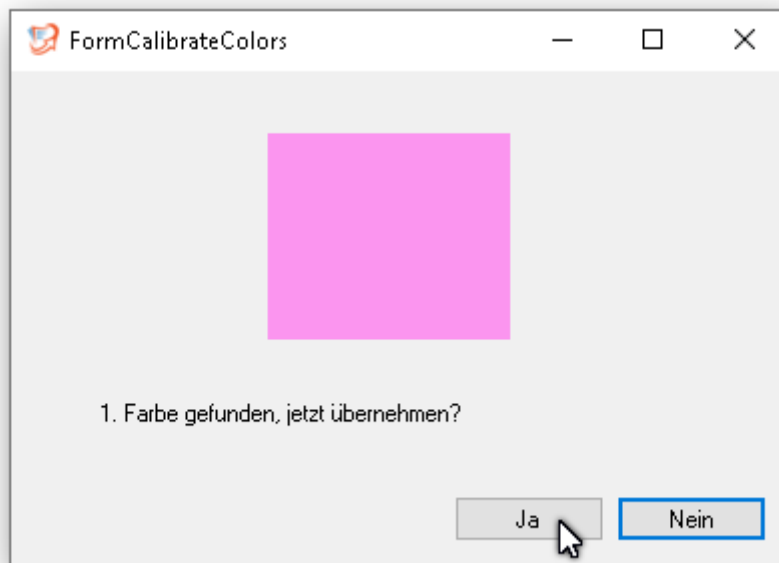 FormCalibrateColors
1. Farbe gefunden, jetzt übernehmen?
Ja
Nein